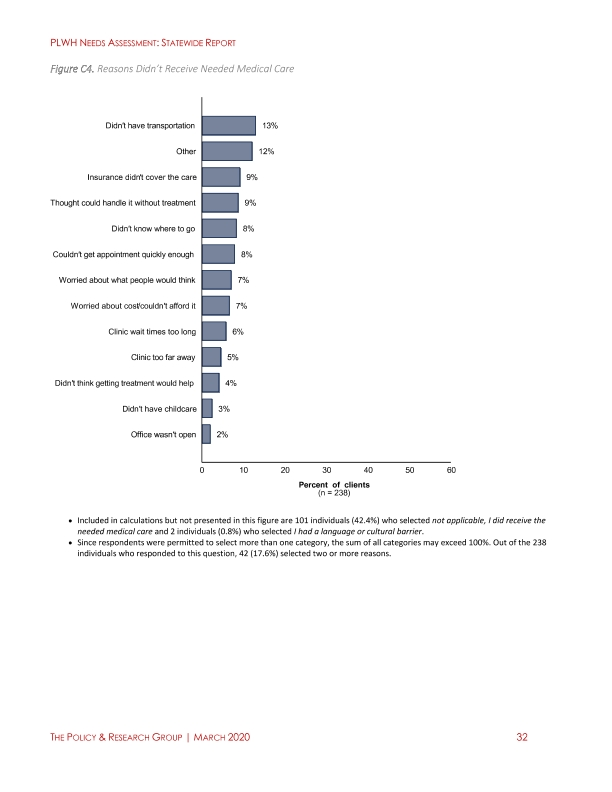 PLWH NEEDS ASSESSMENT: STATEWIDE REPORT
Figure C4. Reasons Didn't Receive Needed Medical Care
Didn't have transportation 13%
Other 12%
Insurance didn't cover the care 9%
Thought could handle it without treatment 9%
Didn't know where to go 8%
Couldn't get appointment quickly enough 8%
Worried about what people would think 7%
Worried about cost/couldn't afford it 7%
Clinic wait times too long 6%
Clinic too far away 5%
Didn't think getting treatment would help 4%
Didn't have childcare 3%
Office wasn't open 2%
0 10 20 30 40 50 60
Percent of clients
(n = 238)
• Included in calculations but not presented in this figure are 101 individuals (42.4%) who selected not applicable, I did receive the
needed medical care and 2 individuals (0.8%) who selected I had a language or cultural barrier.
• Since respondents were permitted to select more than one category, the sum of all categories may exceed 100%. Out of the 238
individuals who responded to this question, 42 (17.6%) selected two or more reasons.
THE POLICY & RESEARCH GROUP | MARCH 2020 32